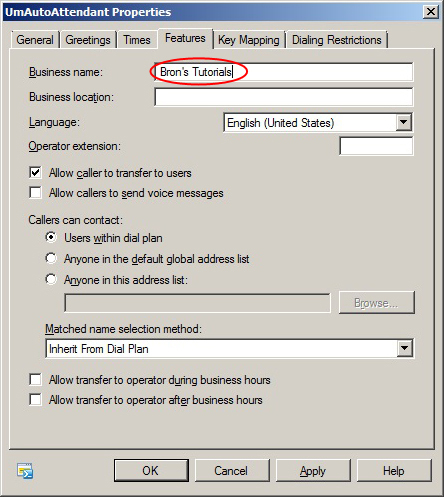 UmAutoAttendant Properties
General Greetings Times Features Key Mapping Dialing Restrictions
Business name: Bron's Tutorials
Business location:
Language: English (United States)
Operator extension:
Allow caller to transfer to users
Allow callers to send voice messages
Callers can contact:
Users within dial plan
Anyone in the default global address list
Anyone in this address list:
Browse...
Matched name selection method:
Inherit From Dial Plan
Allow transfer to operator during business hours
Allow transfer to operator after business hours
OK Cancel Apply Help